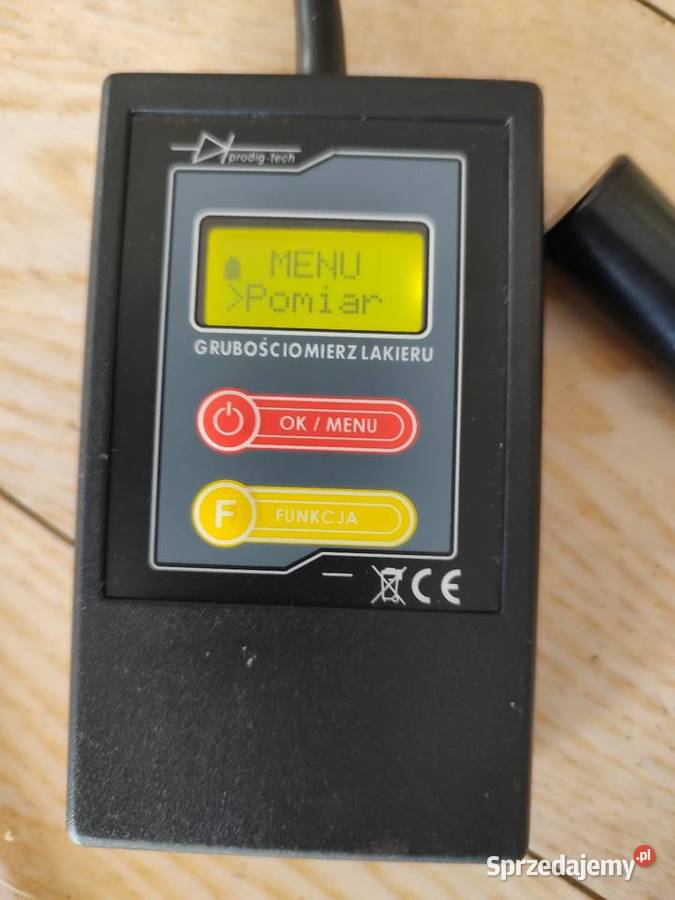 prodig-tech
MENU
>Pomiar
GRUBOŚCIOMIERZ LAKIERU
OK / MENU
F FUNKCJA
CE
Sprzedajemy.pl